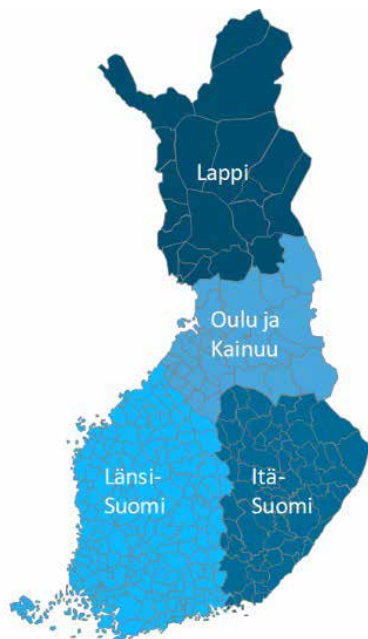 Lappi
Oulu ja
Kainuu
Länsi-
Suomi
Itä-
Suomi